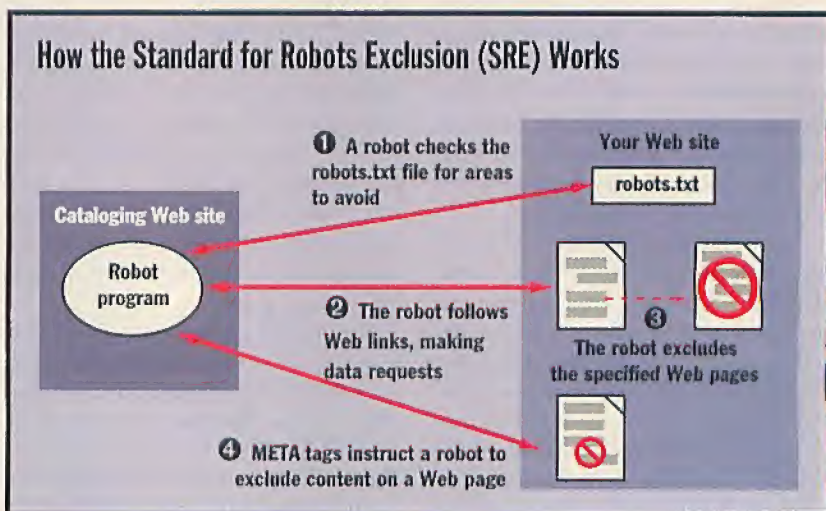 How the Standard for Robots Exclusion (SRE) Works
❶ A robot checks the
robots.txt file for areas
to avoid
Your Web site
robots.txt
Cataloging Web site
Robot
program
❷ The robot follows
Web links, making
data requests
❸
The robot excludes
the specified Web pages
❹ META tags instruct a robot to
exclude content on a Web page